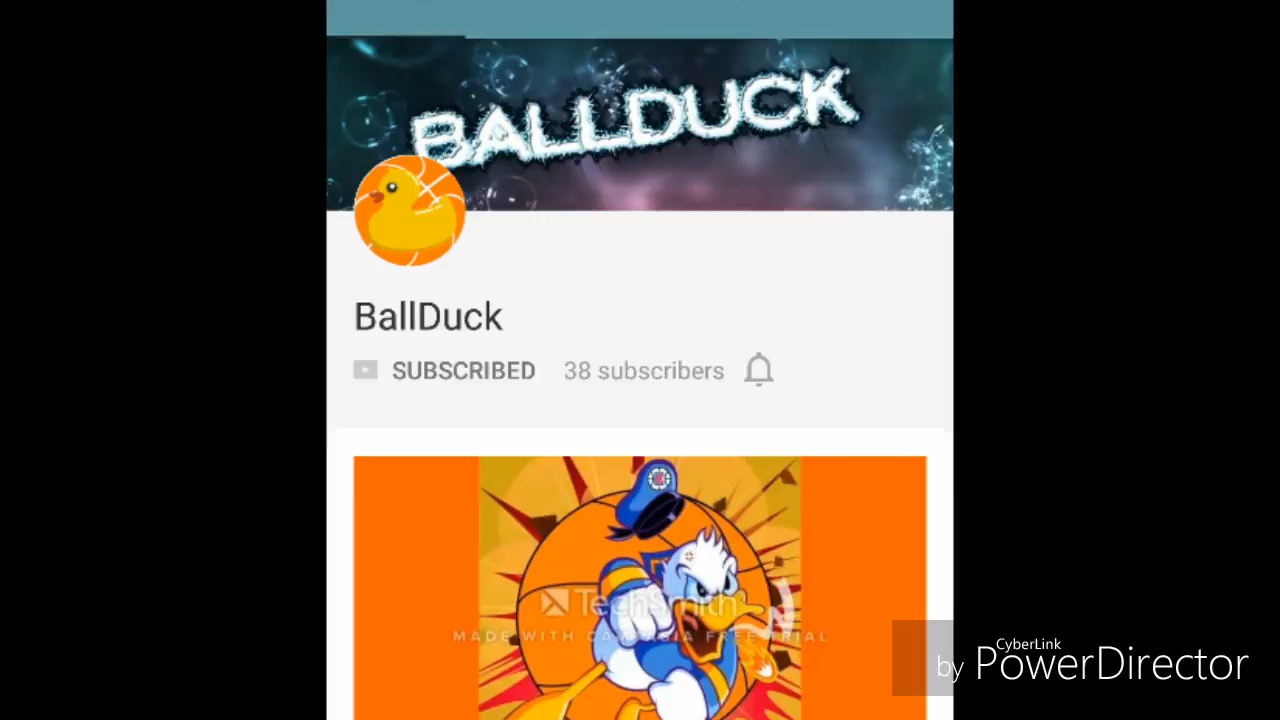 BALLDUCK
BallDuck
SUBSCRIBED 38 subscribers
TechSmith
MADE WITH CAMTASIA FREE TRIAL
CyberLink
by PowerDirector